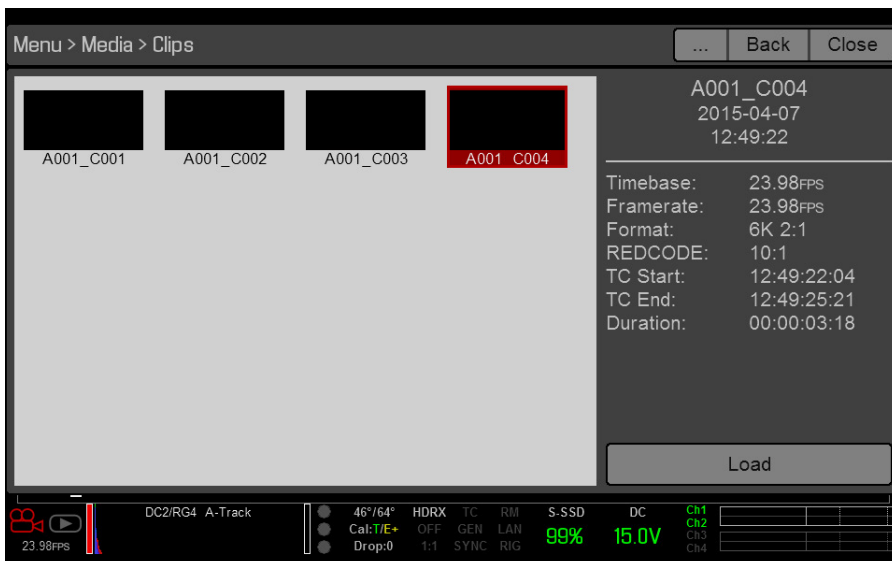 Menu > Media > Clips
... Back Close
A001_C001 A001_C002 A001_C003 A001 C004
A001_C004
2015-04-07
12:49:22
Timebase: 23.98FPS
Framerate: 23.98FPS
Format: 6K 2:1
REDCODE: 10:1
TC Start: 12:49:22:04
TC End: 12:49:25:21
Duration: 00:00:03:18
Load
DC2/RG4 A-Track 46°/64° HDRX TC RM S-SSD DC Ch1
Cal:T/E+ OFF GEN LAN 99% 15.0V Ch2
23.98FPS Drop:0 1:1 SYNC RIG Ch3
Ch4